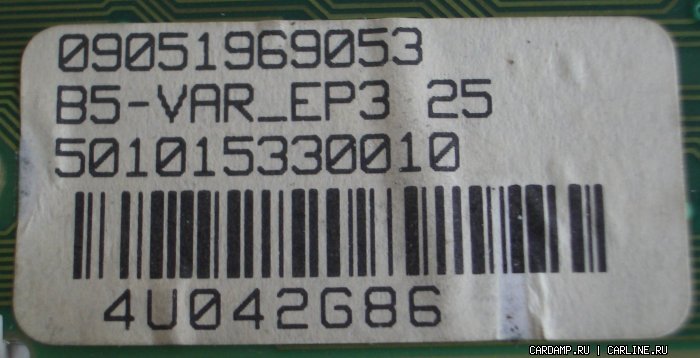 09051969053
B5-VAR_EP3 25
501015330010
4U042G86
CARDAMP.RU | CARLINE.RU